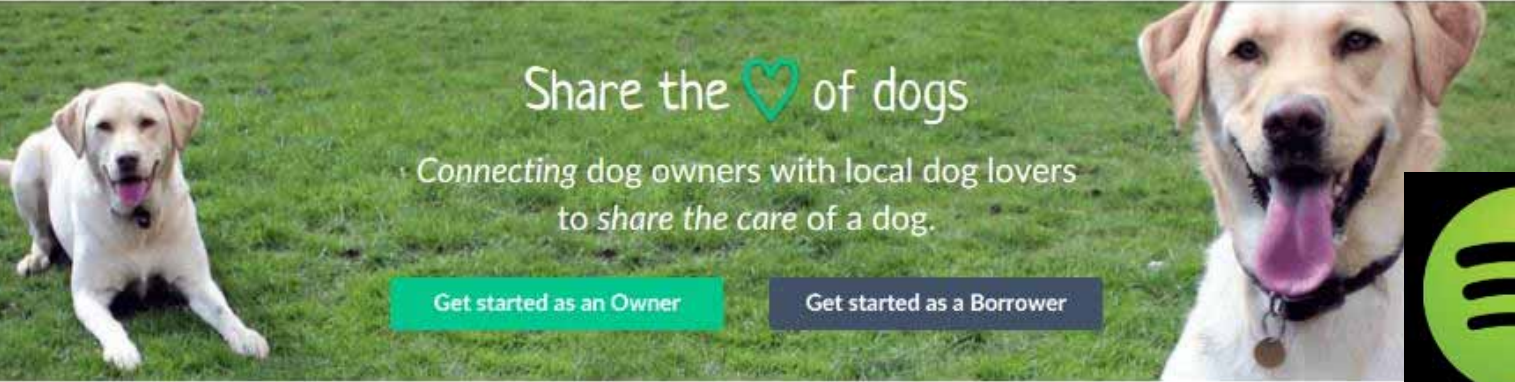 Share the of dogs
Connecting dog owners with local dog lovers
to share the care of a dog.
Get started as an Owner
Get started as a Borrower